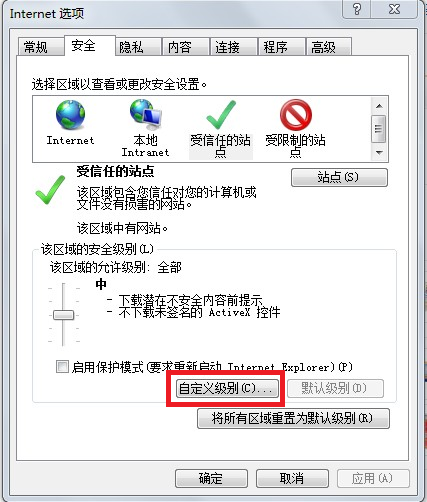 Internet 选项
常规 安全 隐私 内容 连接 程序 高级
选择区域以查看或更改安全设置。
Internet 本地 受信任的站 受限制的站
Intranet 点 点
受信任的站点
站点(S)
该区域包含您信任对您的计算机或
文件没有损害的网站。
该区域中有网站。
该区域的安全级别(L)
该区域的允许级别: 全部
中
- 下载潜在不安全内容前提示
- 不下载未签名的 ActiveX 控件
启用保护模式(要求重新启动 Internet Explorer)(P)
自定义级别(C)... 默认级别(D)
将所有区域重置为默认级别(R)
确定 取消 应用(A)